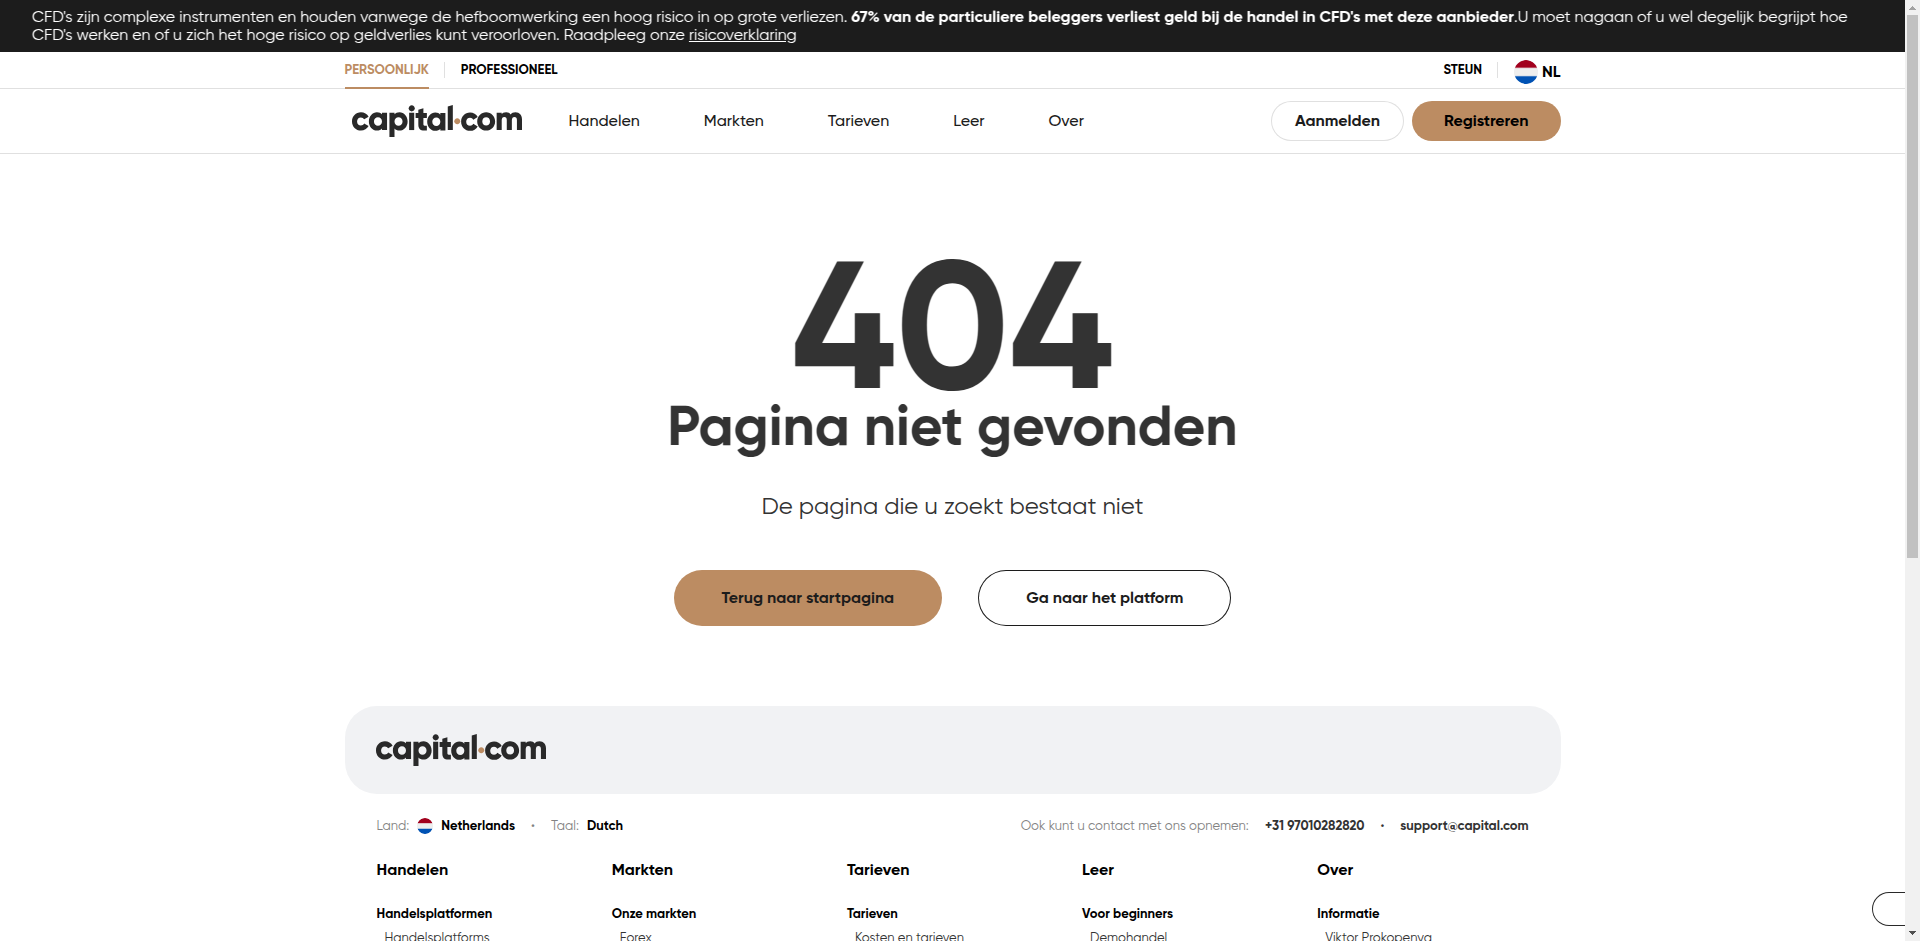 CFD's zijn complexe instrumenten en houden vanwege de hefboomwerking een hoog risico in op grote verliezen. 67% van de particuliere beleggers verliest geld bij de handel in CFD's met deze aanbieder.U moet nagaan of u wel degelijk begrijpt hoe
CFD's werken en of u zich het hoge risico op geldverlies kunt veroorloven. Raadpleeg onze risicoverklaring
PERSOONLIJK PROFESSIONEEL STEUN NL
capital.com Handelen Markten Tarieven Leer Over Aanmelden Registreren
404
Pagina niet gevonden
De pagina die u zoekt bestaat niet
Terug naar startpagina Ga naar het platform
capital.com
Land: Netherlands • Taal: Dutch Ook kunt u contact met ons opnemen: +31 97010282820 • support@capital.com
Handelen Markten Tarieven Leer Over
Handelsplatformen Onze markten Tarieven Voor beginners Informatie
Handelsplatforms Forex Kosten en tarieven Demohandel Viktor Prokopenya